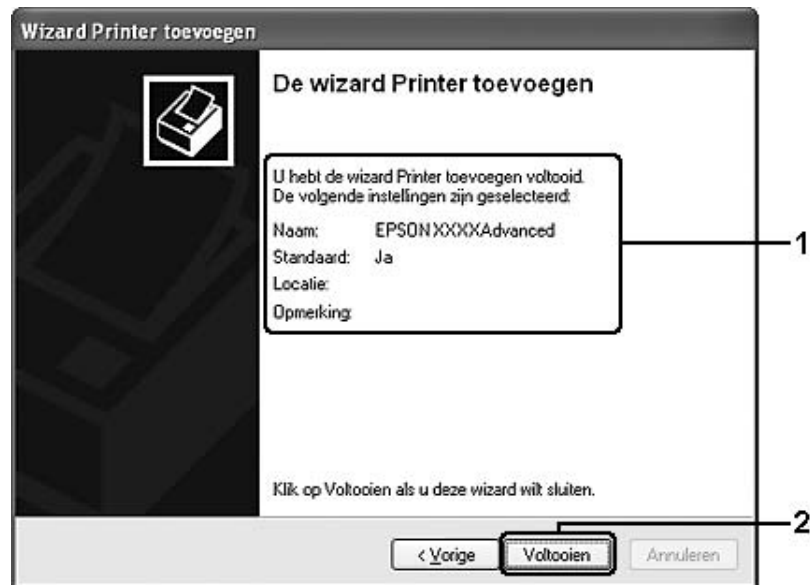 Wizard Printer toevoegen
De wizard Printer toevoegen
U hebt de wizard Printer toevoegen voltooid.
De volgende instellingen zijn geselecteerd:
Naam: EPSON XXXXAdvanced
Standaard: Ja
Locatie:
Opmerking:
1
Klik op Voltooien als u deze wizard wilt sluiten.
2
< Vorige
Voltooien
Annuleren